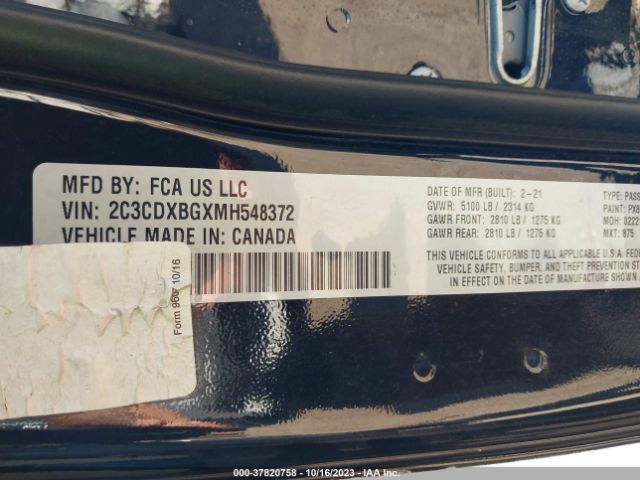 MFD BY: FCA US LLC
VIN: 2C3CDXBGXMH548372
VEHICLE MADE IN: CANADA
DATE OF MFR (BUILT): 2-21
GVWR: 5100 LB / 2314 KG
GAWR FRONT: 2810 LB / 1275 KG
GAWR REAR: 2810 LB / 1275 KG
TYPE: PASS
PAINT: PX8
MDH: 0222
MKT: 875
THIS VEHICLE CONFORMS TO ALL APPLICABLE U.S.A. FEDE
VEHICLE SAFETY, BUMPER, AND THEFT PREVENTION ST
IN EFFECT ON THE DATE OF MANUFACTURE SHOWN
Form 960 10/16
000-37820758 - 10/16/2023 - IAA Inc.